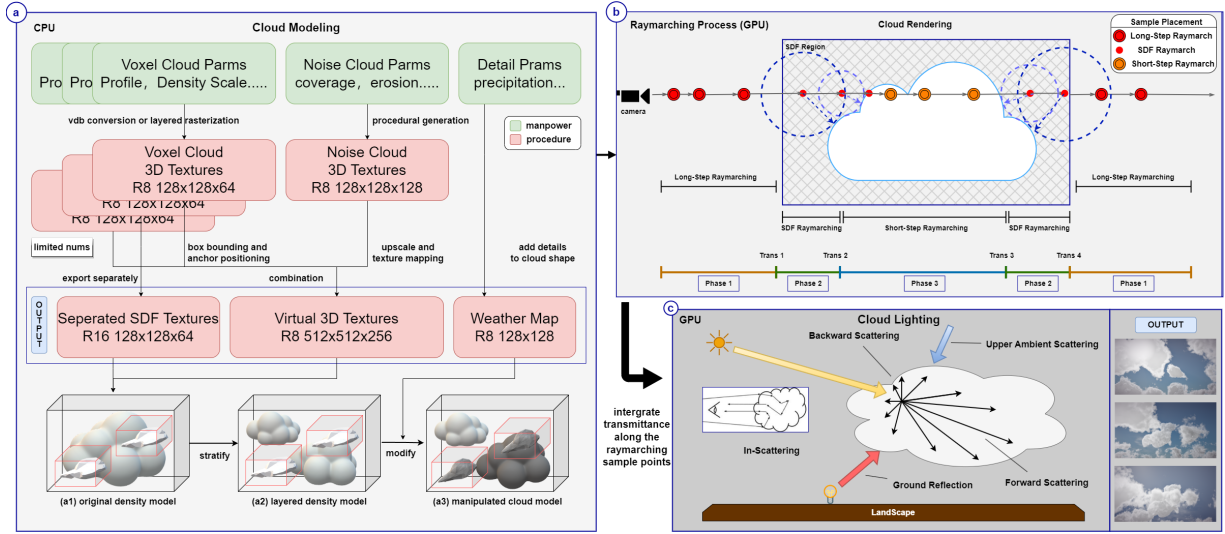 a
CPU
Cloud Modeling
Pro
Pro
Voxel Cloud Parms
Profile, Density Scale.....
Noise Cloud Parms
coverage, erosion.....
Detail Prams
precipitation...
vdb conversion or layered rasterization
procedural generation
manpower
procedure
Voxel Cloud
3D Textures
R8 128x128x64
R8 128x128x64
R8 128x128x64
Noise Cloud
3D Textures
R8 128x128x128
limited nums
box bounding and
anchor positioning
upscale and
texture mapping
add details
to cloud shape
export separately
combination
OUTPUT
Seperated SDF Textures
R16 128x128x64
Virtual 3D Textures
R8 512x512x256
Weather Map
R8 128x128
stratify
modify
(a1) original density model
(a2) layered density model
(a3) manipulated cloud model
b
Raymarching Process (GPU)
Cloud Rendering
Sample Placement
Long-Step Raymarch
SDF Raymarch
Short-Step Raymarch
SDF Region
camera
Long-Step Raymarching
Long-Step Raymarching
SDF Raymarching
Short-Step Raymarching
SDF Raymarching
Trans 1
Trans 2
Trans 3
Trans 4
Phase 1
Phase 2
Phase 3
Phase 2
Phase 1
intergrate
transmittance
along the
raymarching
sample points
c
GPU
Cloud Lighting
Backward Scattering
Upper Ambient Scattering
In-Scattering
Ground Reflection
Forward Scattering
LandScape
OUTPUT